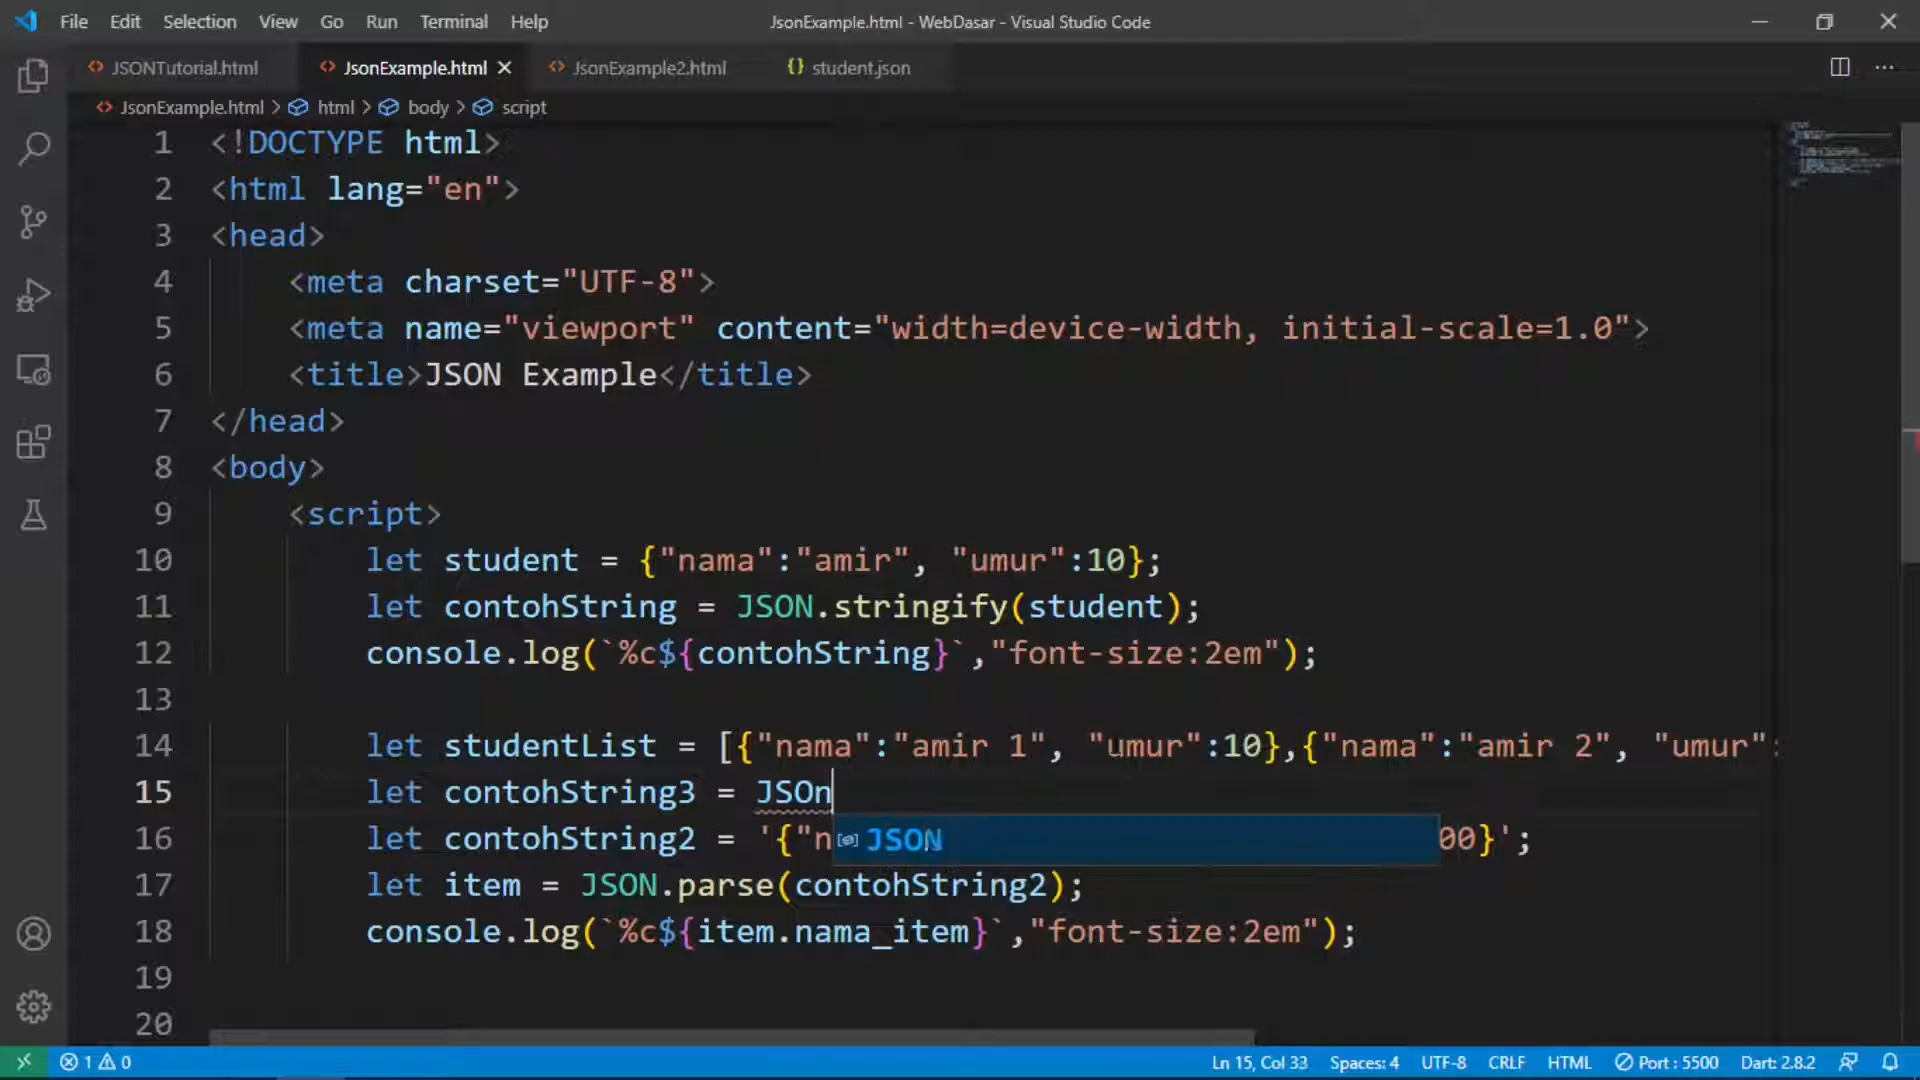 File Edit Selection View Go Run Terminal Help JsonExample.html - WebDasar - Visual Studio Code
JSONTutorial.html JsonExample.html JsonExample2.html {} student.json
JsonExample.html > html > body > script
1 <!DOCTYPE html>
2 <html lang="en">
3 <head>
4 <meta charset="UTF-8">
5 <meta name="viewport" content="width=device-width, initial-scale=1.0">
6 <title>JSON Example</title>
7 </head>
8 <body>
9 <script>
10 let student = {"nama":"amir", "umur":10};
11 let contohString = JSON.stringify(student);
12 console.log(`%c${contohString}`,"font-size:2em");
13
14 let studentList = [{"nama":"amir 1", "umur":10},{"nama":"amir 2", "umur":
15 let contohString3 = JSOn
16 let contohString2 = '{"n JSON 00}';
17 let item = JSON.parse(contohString2);
18 console.log(`%c${item.nama_item}`,"font-size:2em");
19
20
1 0 Ln 15, Col 33 Spaces: 4 UTF-8 CRLF HTML Port : 5500 Dart: 2.8.2